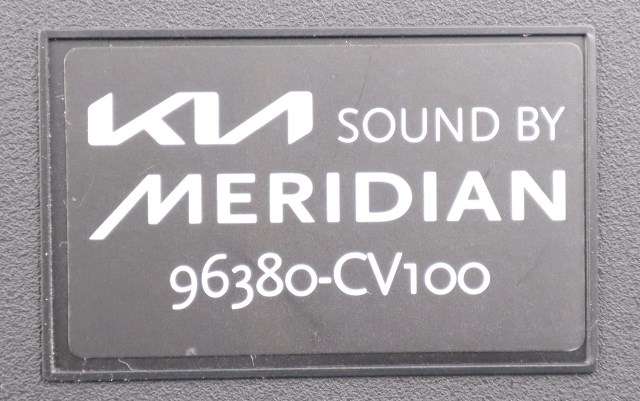 KIA SOUND BY
MERIDIAN
96380-CV100